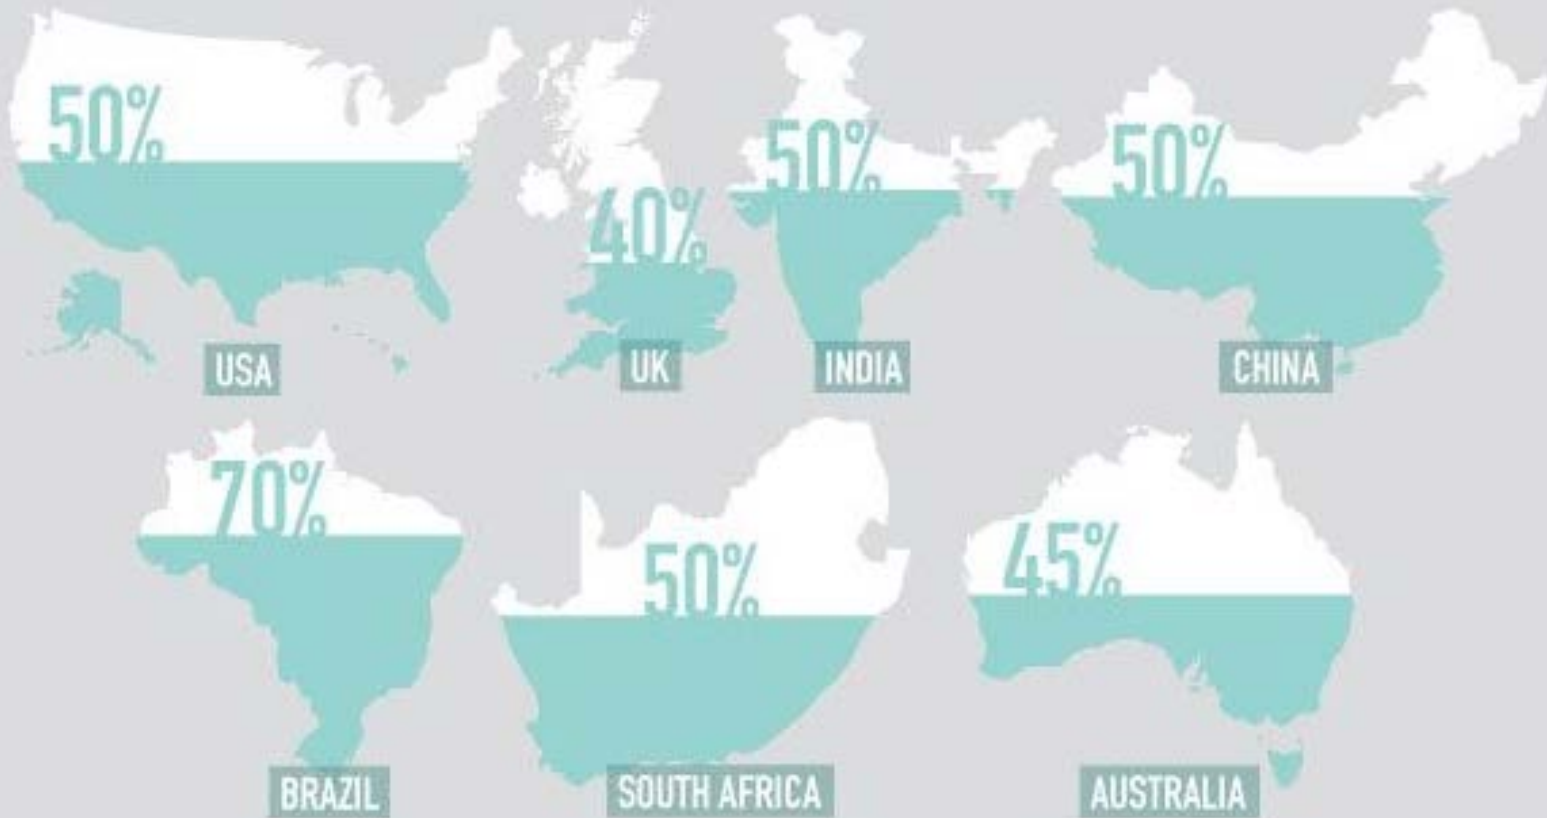 50%
USA
40%
UK
50%
INDIA
50%
CHINA
70%
BRAZIL
50%
SOUTH AFRICA
45%
AUSTRALIA